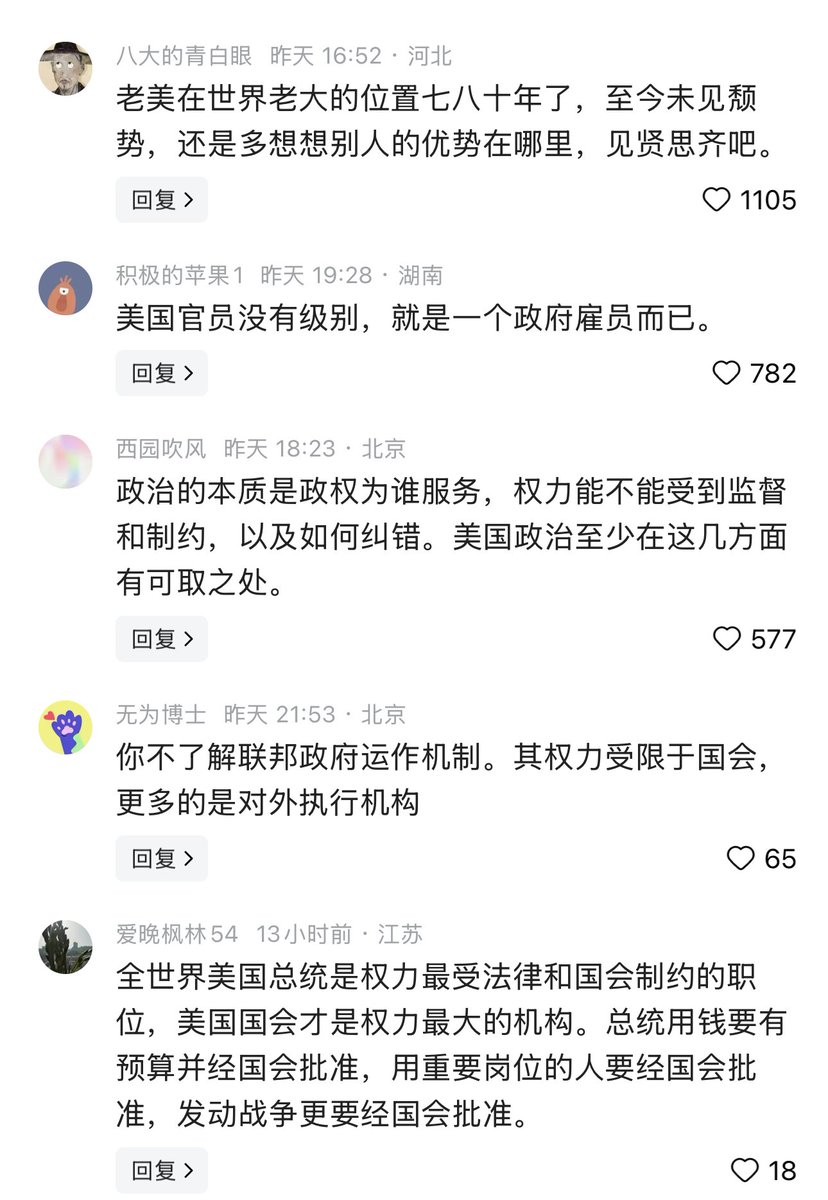 八大的青白眼 昨天 16:52 · 河北
老美在世界老大的位置七八十年了，至今未见颓
势，还是多想想别人的优势在哪里，见贤思齐吧。
回复 >
1105
积极的苹果1 昨天 19:28 · 湖南
美国官员没有级别，就是一个政府雇员而已。
回复 >
782
西园吹风 昨天 18:23 · 北京
政治的本质是政权为谁服务，权力能不能受到监督
和制约，以及如何纠错。美国政治至少在这几方面
有可取之处。
回复 >
577
无为博士 昨天 21:53 · 北京
你不了解联邦政府运作机制。其权力受限于国会，
更多的是对外执行机构
回复 >
65
爱晚枫林54 13小时前 · 江苏
全世界美国总统是权力最受法律和国会制约的职
位，美国国会才是权力最大的机构。总统用钱要有
预算并经国会批准，用重要岗位的人要经国会批
准，发动战争更要经国会批准。
回复 >
18